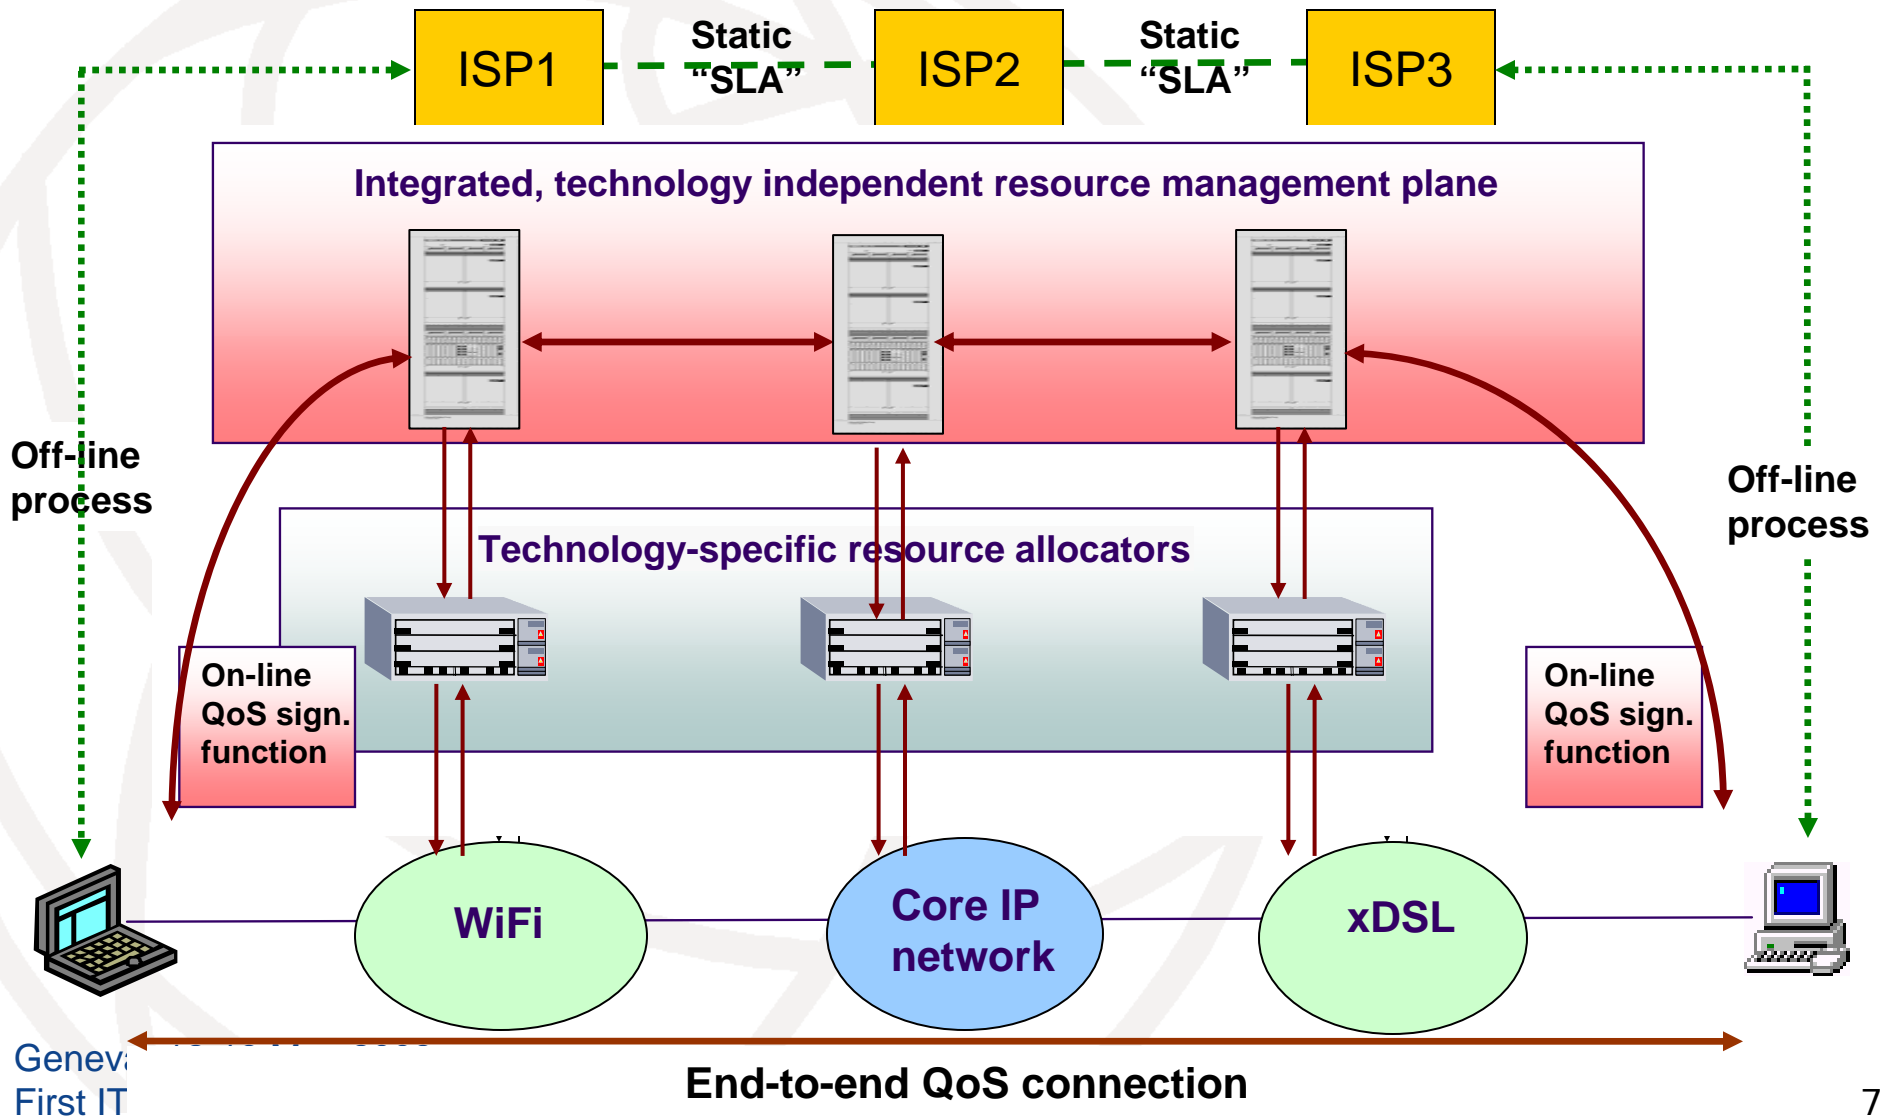 ISP1
Static
“SLA”
ISP2
Static
“SLA”
ISP3
Integrated, technology independent resource management plane
Off-line
process
Off-line
process
Technology-specific resource allocators
On-line
QoS sign.
function
On-line
QoS sign.
function
WiFi
Core IP
network
xDSL
End-to-end QoS connection
First IT
7